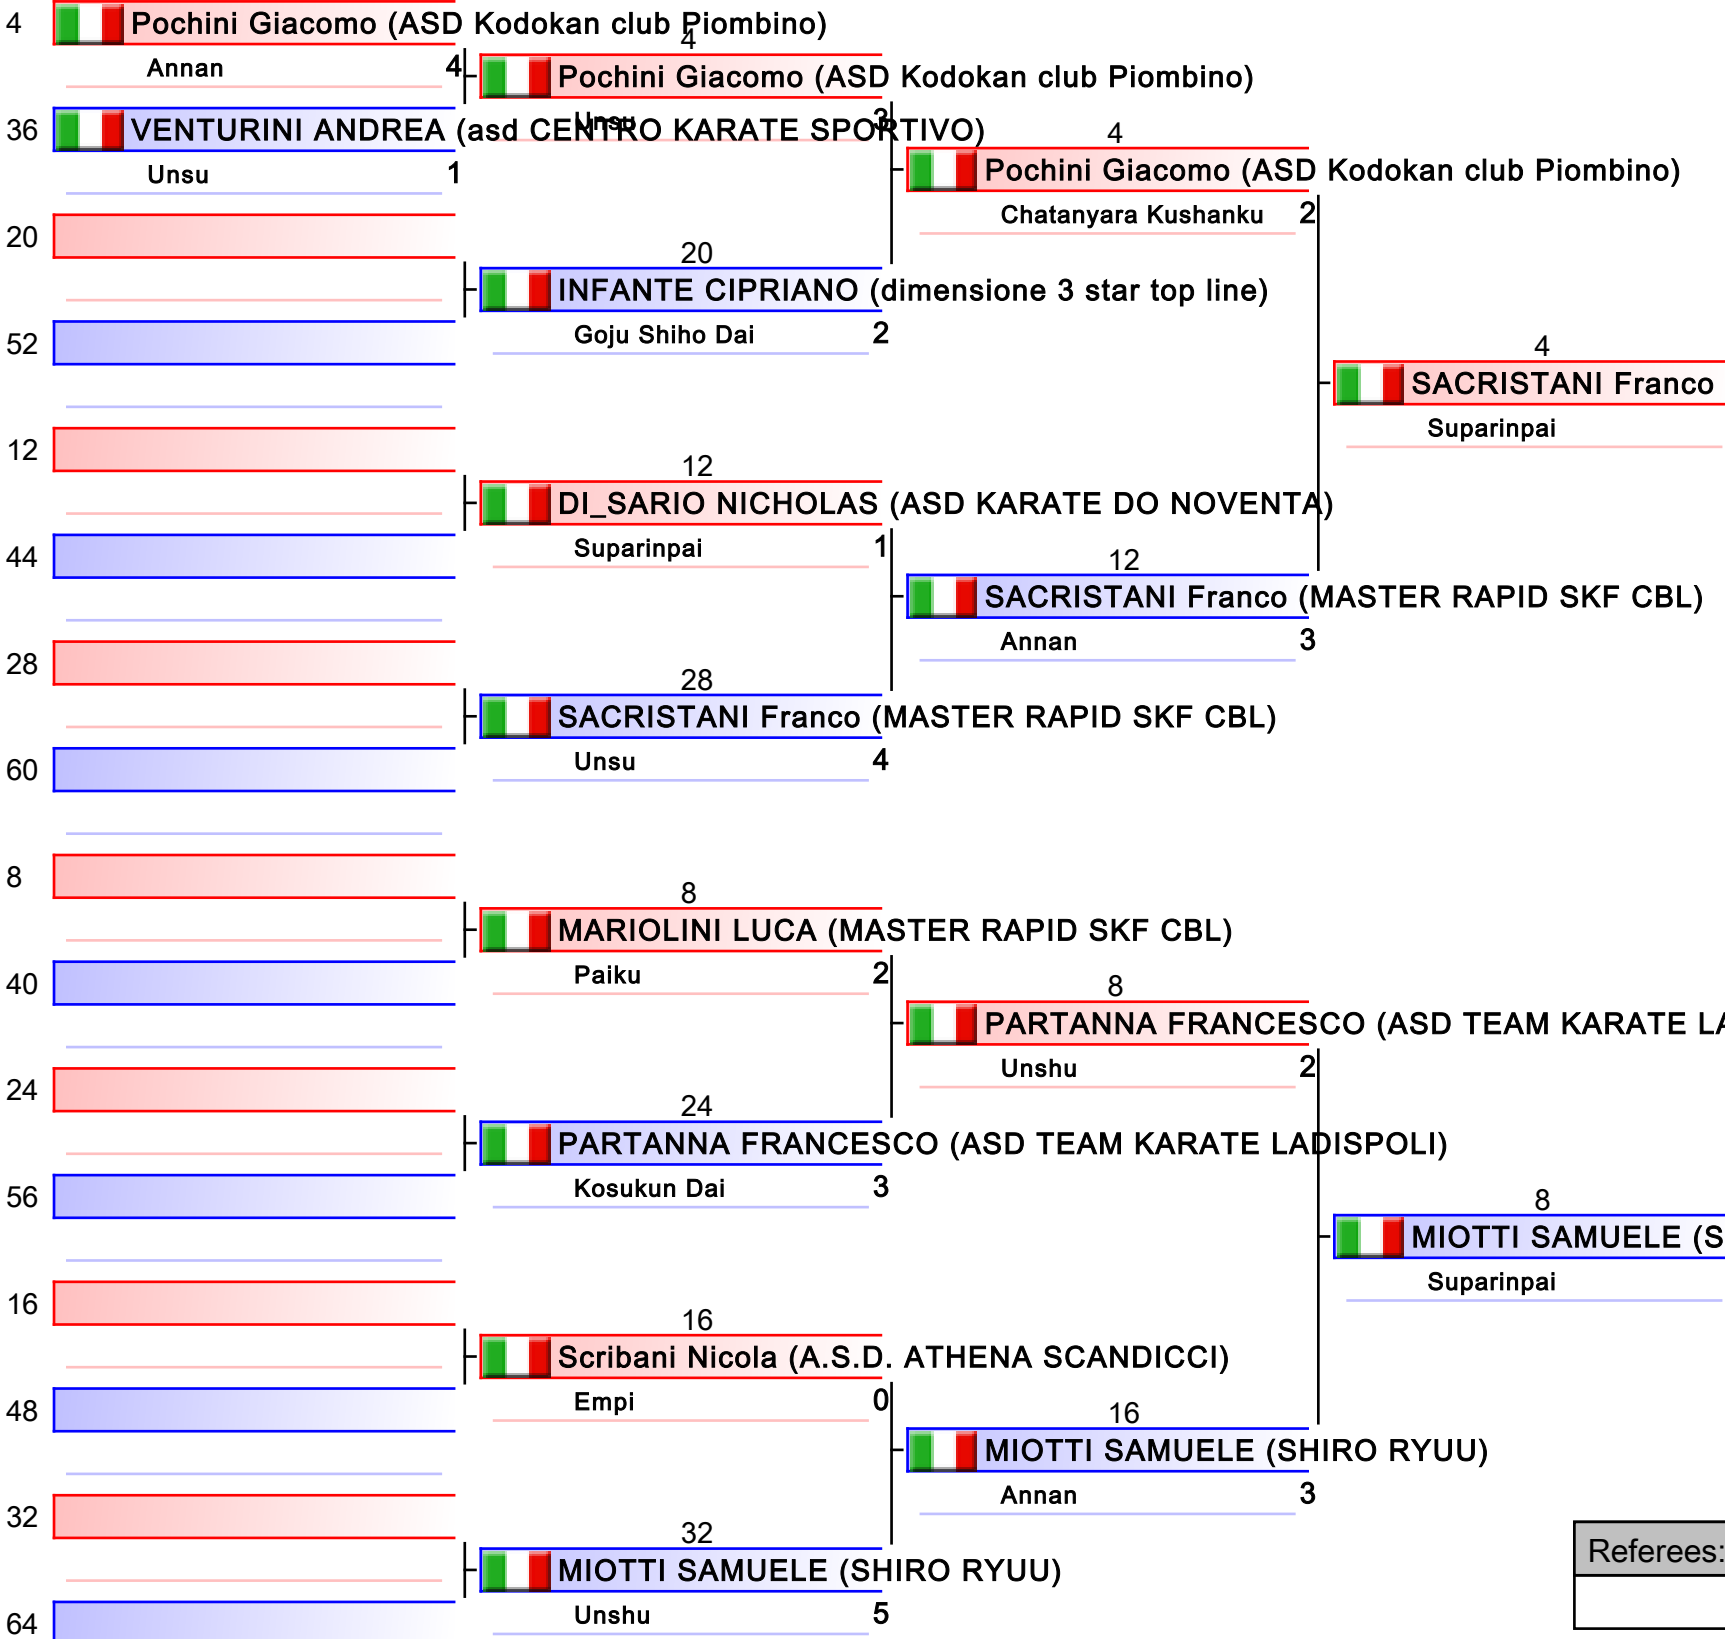 4 Pochini Giacomo (ASD Kodokan club Piombino)
Annan 4
36 VENTURINI ANDREA (asd CENTRO KARATE SPORTIVO)
Unsu 1
20
52
12
44
28
60
8
40
24
56
16
48
32
64
4
Pochini Giacomo (ASD Kodokan club Piombino)
Unsu 3
20
INFANTE CIPRIANO (dimensione 3 star top line)
Goju Shiho Dai 2
12
DI_SARIO NICHOLAS (ASD KARATE DO NOVENTA)
Suparinpai 1
28
SACRISTANI Franco (MASTER RAPID SKF CBL)
Unsu 4
8
MARIOLINI LUCA (MASTER RAPID SKF CBL)
Paiku 2
24
PARTANNA FRANCESCO (ASD TEAM KARATE LADISPOLI)
Kosukun Dai 3
16
Scribani Nicola (A.S.D. ATHENA SCANDICCI)
Empi 0
32
MIOTTI SAMUELE (SHIRO RYUU)
Unshu 5
4
Pochini Giacomo (ASD Kodokan club Piombino)
Chatanyara Kushanku 2
12
SACRISTANI Franco (MASTER RAPID SKF CBL)
Annan 3
8
PARTANNA FRANCESCO (ASD TEAM KARATE LA
Unshu 2
16
MIOTTI SAMUELE (SHIRO RYUU)
Annan 3
4
SACRISTANI Franco
Suparinpai
8
MIOTTI SAMUELE (S
Suparinpai
Referees: